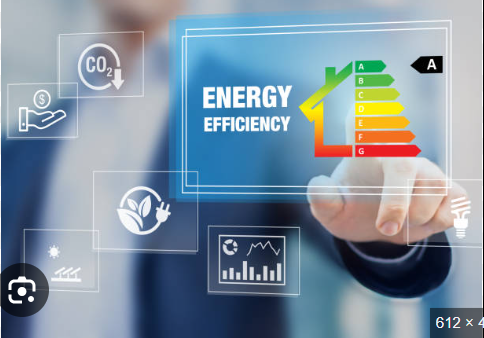 CO₂
$
ENERGY
EFFICIENCY
A
B
C
D
E
F
G
A
612 × 4